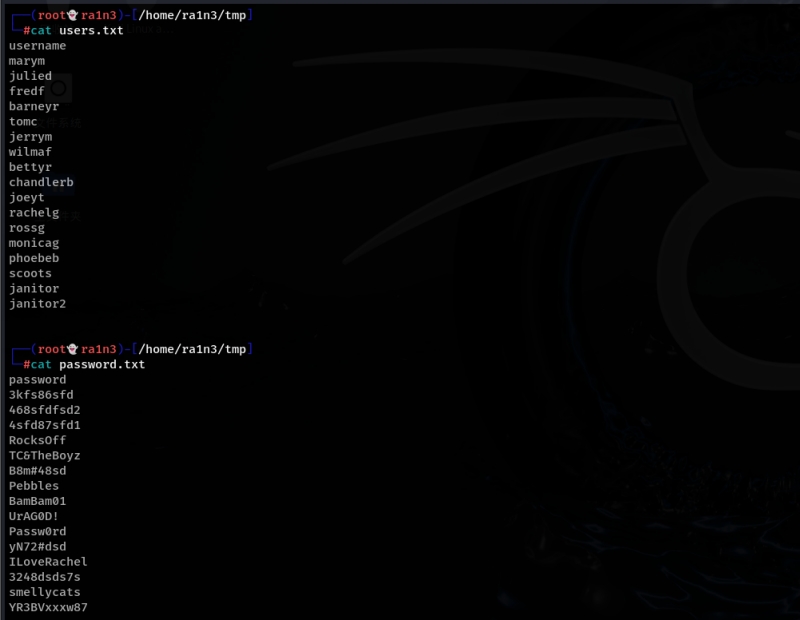 (root👻ra1n3)-[/home/ra1n3/tmp]
#cat users.txt
username
marym
julied
fredf
barneyr
tomc
jerrym
wilmaf
bettyr
chandlerb
joeyt
rachelg
rossg
monicag
phoebeb
scoots
janitor
janitor2
(root👻ra1n3)-[/home/ra1n3/tmp]
#cat password.txt
password
3kfs86sfd
468sfdfsd2
4sfd87sfd1
RocksOff
TC&TheBoyz
B8m#48sd
Pebbles
BamBam01
UrAG0D!
Passw0rd
yN72#dsd
ILoveRachel
3248dsds7s
smellycats
YR3BVxxxw87